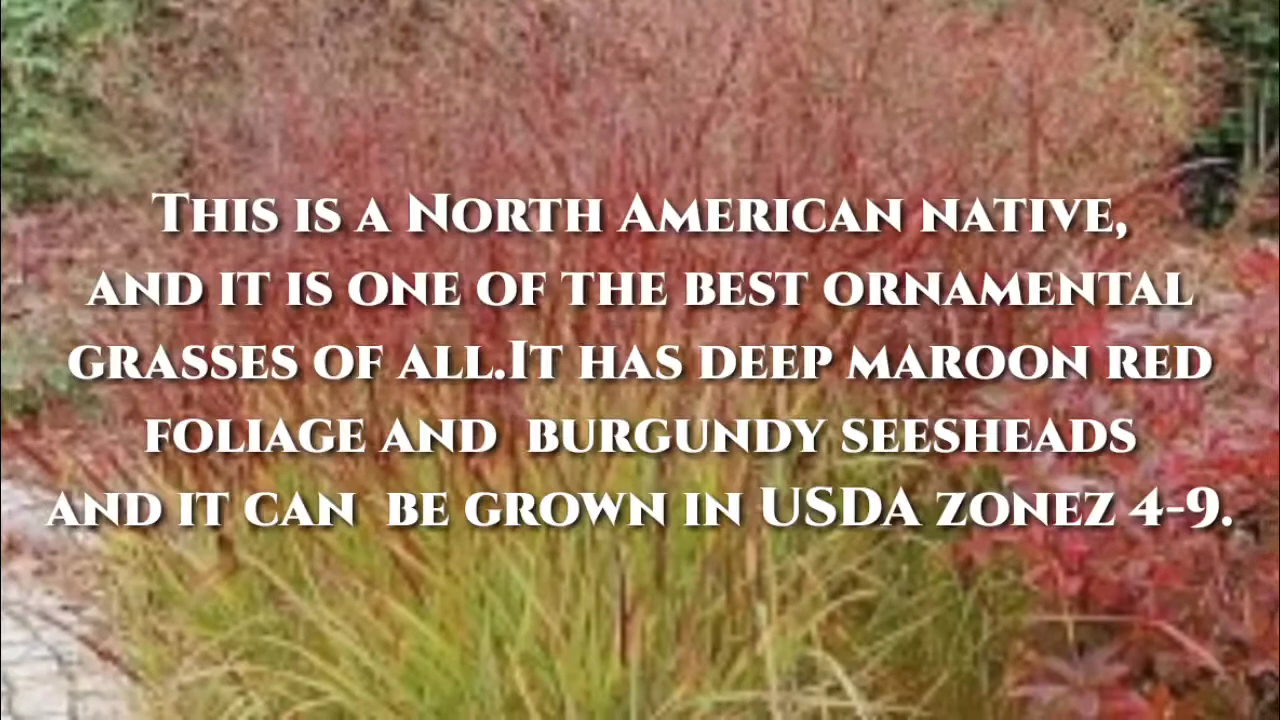 This is a North American native,
and it is one of the best ornamental
grasses of all.It has deep maroon red
foliage and  burgundy seesheads
and it can  be grown in USDA zonez 4-9.